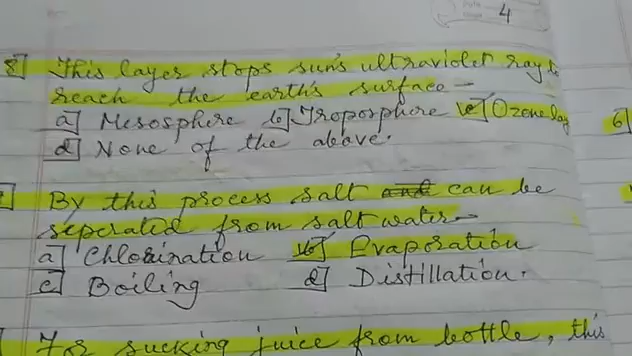 4
8] This layer stops sun's ultraviolet ray to
reach the earth's surface —
a] Mesosphere b] Troposphere c] Ozone lay
d] None of the above.
6]
By this process salt and can be
seperated from salt water —
a] Chlorination b] Evaporation
c] Boiling d] Distillation.
For sucking juice from bottle, this